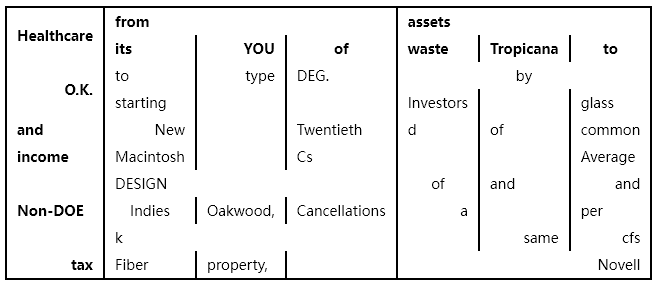 from assets
Healthcare
its YOU of waste Tropicana to
to type DEG. by
O.K.
starting Investors glass
and New Twentieth d of common
income Macintosh Cs Average
DESIGN of and and
Non-DOE Indies Oakwood, Cancellations a per
k same cfs
tax Fiber property, Novell